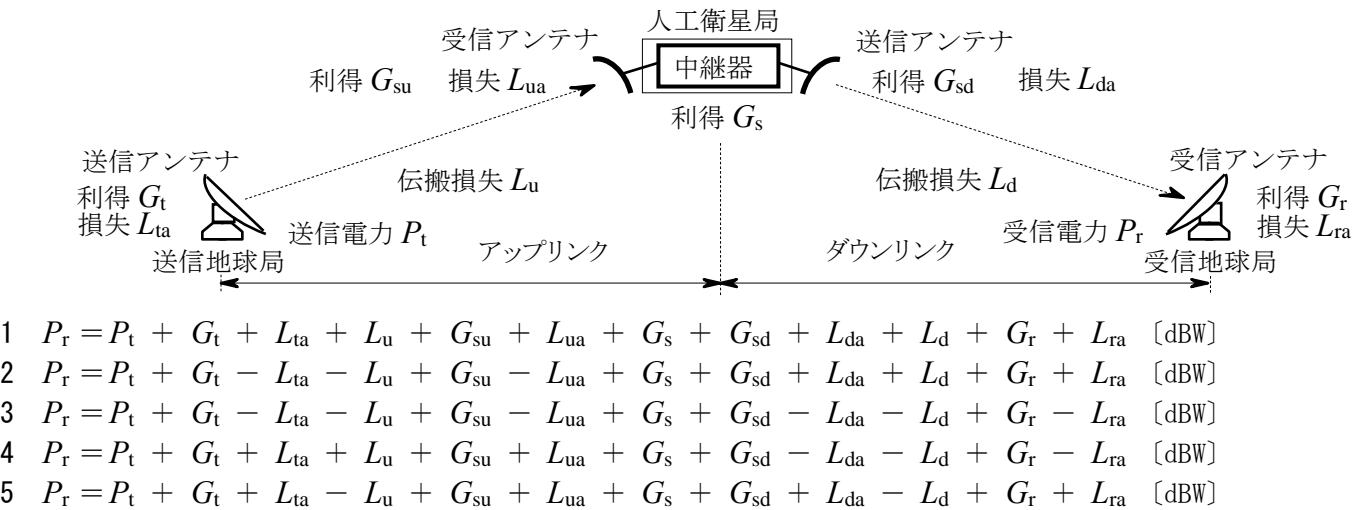 人工衛星局
受信アンテナ
送信アンテナ
中継器
利得 Gsu 損失 Lua
利得 Gsd 損失 Lda
利得 Gs
送信アンテナ
受信アンテナ
利得 Gt
伝搬損失 Lu
伝搬損失 Ld
利得 Gr
損失 Lta
送信電力 Pt
受信電力 Pr
損失 Lra
送信地球局
アップリンク
ダウンリンク
受信地球局
1 Pr＝Pt ＋ Gt ＋ Lta ＋ Lu ＋ Gsu ＋ Lua ＋ Gs ＋ Gsd ＋ Lda ＋ Ld ＋ Gr ＋ Lra 〔dBW〕
2 Pr＝Pt ＋ Gt － Lta － Lu ＋ Gsu － Lua ＋ Gs ＋ Gsd ＋ Lda ＋ Ld ＋ Gr ＋ Lra 〔dBW〕
3 Pr＝Pt ＋ Gt － Lta － Lu ＋ Gsu － Lua ＋ Gs ＋ Gsd － Lda － Ld ＋ Gr － Lra 〔dBW〕
4 Pr＝Pt ＋ Gt ＋ Lta ＋ Lu ＋ Gsu ＋ Lua ＋ Gs ＋ Gsd － Lda － Ld ＋ Gr － Lra 〔dBW〕
5 Pr＝Pt ＋ Gt ＋ Lta － Lu ＋ Gsu ＋ Lua ＋ Gs ＋ Gsd ＋ Lda － Ld ＋ Gr ＋ Lra 〔dBW〕